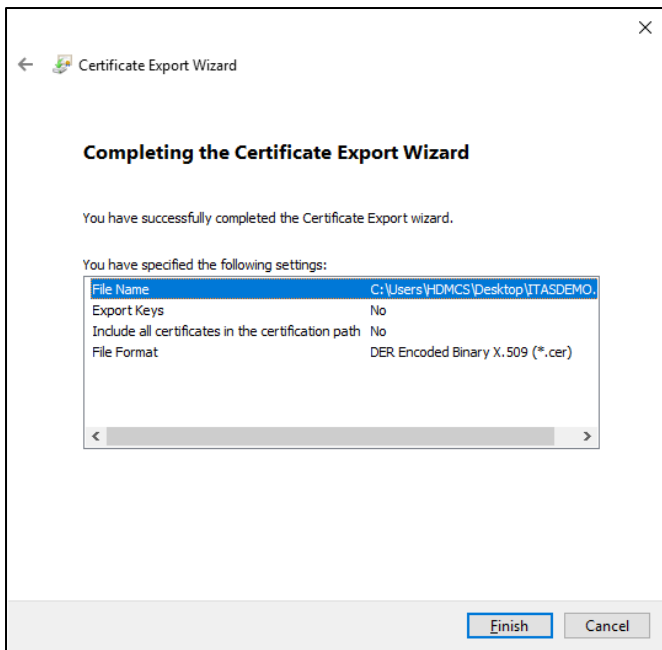 Certificate Export Wizard
Completing the Certificate Export Wizard
You have successfully completed the Certificate Export wizard.
You have specified the following settings:
File Name C:\Users\HDMCS\Desktop\ITASDEMO.
Export Keys No
Include all certificates in the certification path No
File Format DER Encoded Binary X.509 (*.cer)
Finish Cancel